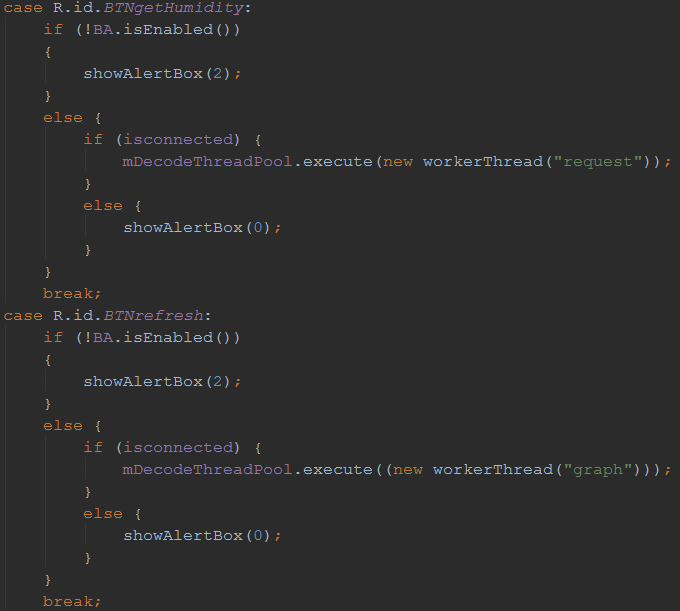 case R.id.BTNgetHumidity:
    if (!BA.isEnabled())
    {
        showAlertBox(2);
    }
    else {
        if (isconnected) {
            mDecodeThreadPool.execute(new workerThread("request"));
        }
        else {
            showAlertBox(0);
        }
    }
    break;
case R.id.BTNrefresh:
    if (!BA.isEnabled())
    {
        showAlertBox(2);
    }
    else {
        if (isconnected) {
            mDecodeThreadPool.execute((new workerThread("graph")));
        }
        else {
            showAlertBox(0);
        }
    }
    break;